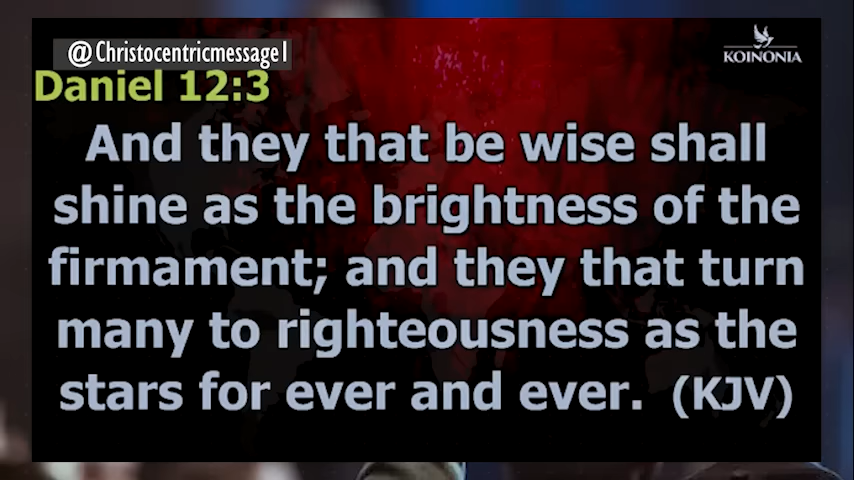 @Christocentricmessage1
KOINONIA
Daniel 12:3
And they that be wise shall
shine as the brightness of the
firmament; and they that turn
many to righteousness as the
stars for ever and ever. (KJV)